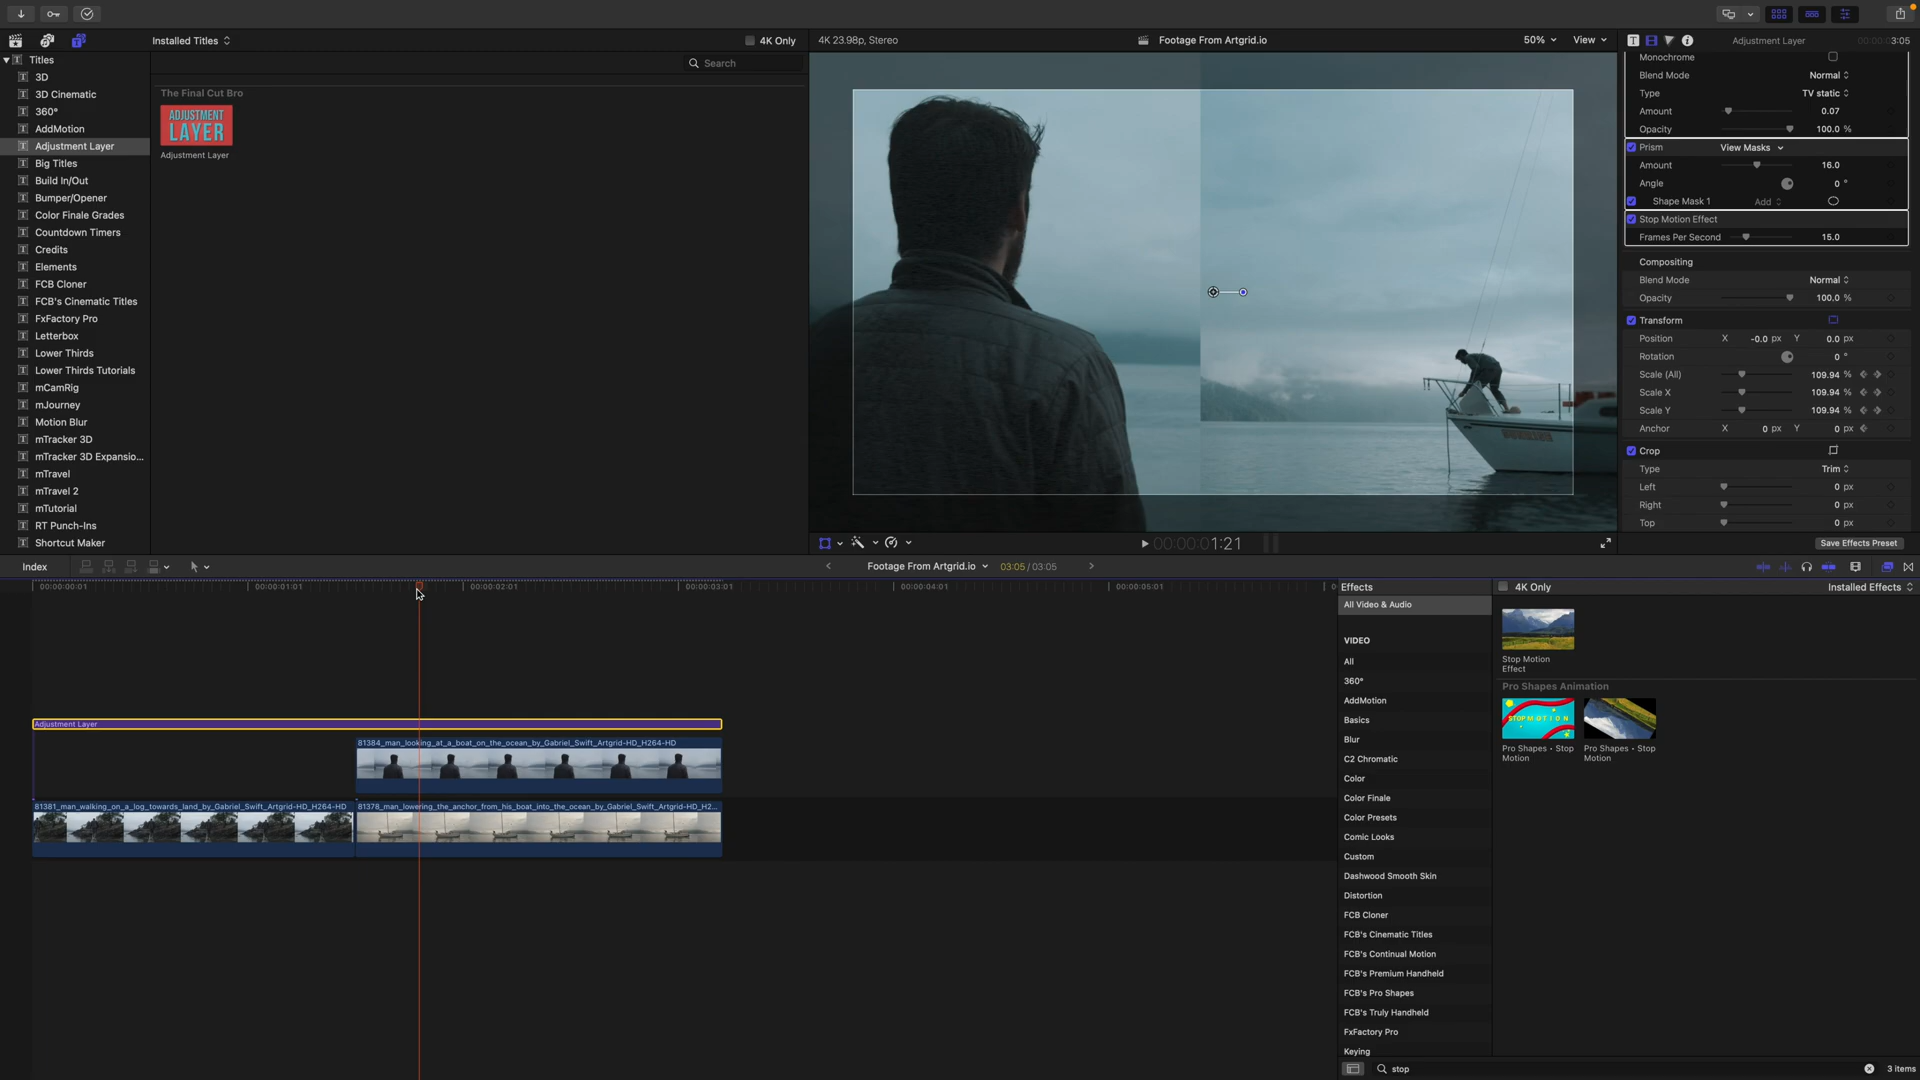 Installed Titles
4K Only
4K 23.98p, Stereo
Footage From Artgrid.io
50%
View
Adjustment Layer
3:05
Titles
3D
3D Cinematic
360°
AddMotion
Adjustment Layer
Big Titles
Build In/Out
Bumper/Opener
Color Finale Grades
Countdown Timers
Credits
Elements
FCB Cloner
FCB's Cinematic Titles
FxFactory Pro
Letterbox
Lower Thirds
Lower Thirds Tutorials
mCamRig
mJourney
Motion Blur
mTracker 3D
mTracker 3D Expansio...
mTravel
mTravel 2
mTutorial
RT Punch-Ins
Shortcut Maker
Search
The Final Cut Bro
ADJUSTMENT
LAYER
Adjustment Layer
Monochrome
Blend Mode Normal
Type TV static
Amount 0.07
Opacity 100.0 %
Prism View Masks
Amount 16.0
Angle 0 °
Shape Mask 1 Add
Stop Motion Effect
Frames Per Second 15.0
Compositing
Blend Mode Normal
Opacity 100.0 %
Transform
Position X -0.0 px Y 0.0 px
Rotation 0 °
Scale (All) 109.94 %
Scale X 109.94 %
Scale Y 109.94 %
Anchor X 0 px Y 0 px
Crop
Type Trim
Left 0 px
Right 0 px
Top 0 px
Save Effects Preset
00:00:00:01:21
Index
Footage From Artgrid.io
03:05 / 03:05
00:00:00:01
00:00:01:01
00:00:02:01
00:00:03:01
00:00:04:01
00:00:05:01
Adjustment Layer
81384_man_looking_at_a_boat_on_the_ocean_by_Gabriel_Swift_Artgrid-HD_H264-HD
81381_man_walking_on_a_log_towards_land_by_Gabriel_Swift_Artgrid-HD_H264-HD
81378_man_lowering_the_anchor_from_his_boat_into_the_ocean_by_Gabriel_Swift_Artgrid-HD_H2...
Effects
All Video & Audio
VIDEO
All
360°
AddMotion
Basics
Blur
C2 Chromatic
Color
Color Finale
Color Presets
Comic Looks
Custom
Dashwood Smooth Skin
Distortion
FCB Cloner
FCB's Cinematic Titles
FCB's Continual Motion
FCB's Premium Handheld
FCB's Pro Shapes
FCB's Truly Handheld
FxFactory Pro
Keying
4K Only
Installed Effects
Stop Motion
Effect
Pro Shapes Animation
STOP MOTION
Pro Shapes • Stop
Motion
Pro Shapes • Stop
Motion
stop
3 items